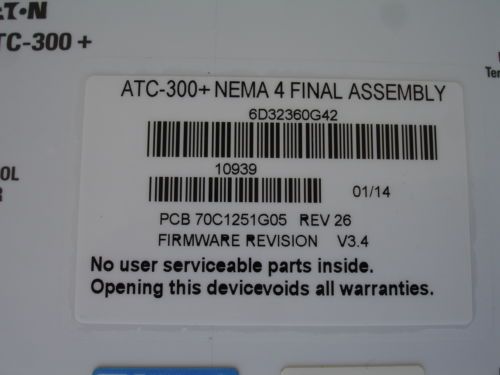 E•T•N
TC-300 +
Ter
OL
R
ATC-300+ NEMA 4 FINAL ASSEMBLY
6D32360G42
10939
01/14
PCB 70C1251G05 REV 26
FIRMWARE REVISION V3.4
No user serviceable parts inside.
Opening this devicevoids all warranties.